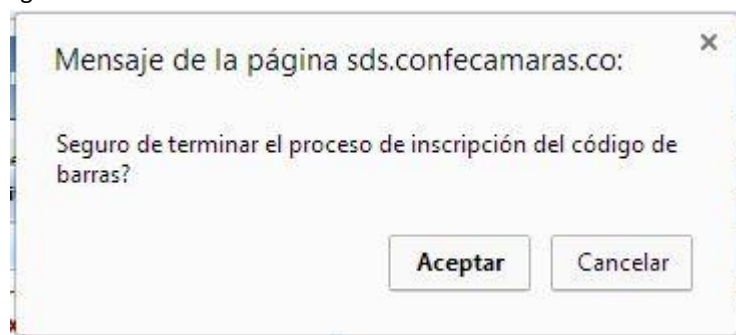 Mensaje de la página sds.confecamaras.co:
Seguro de terminar el proceso de inscripción del código de
barras?
Aceptar
Cancelar